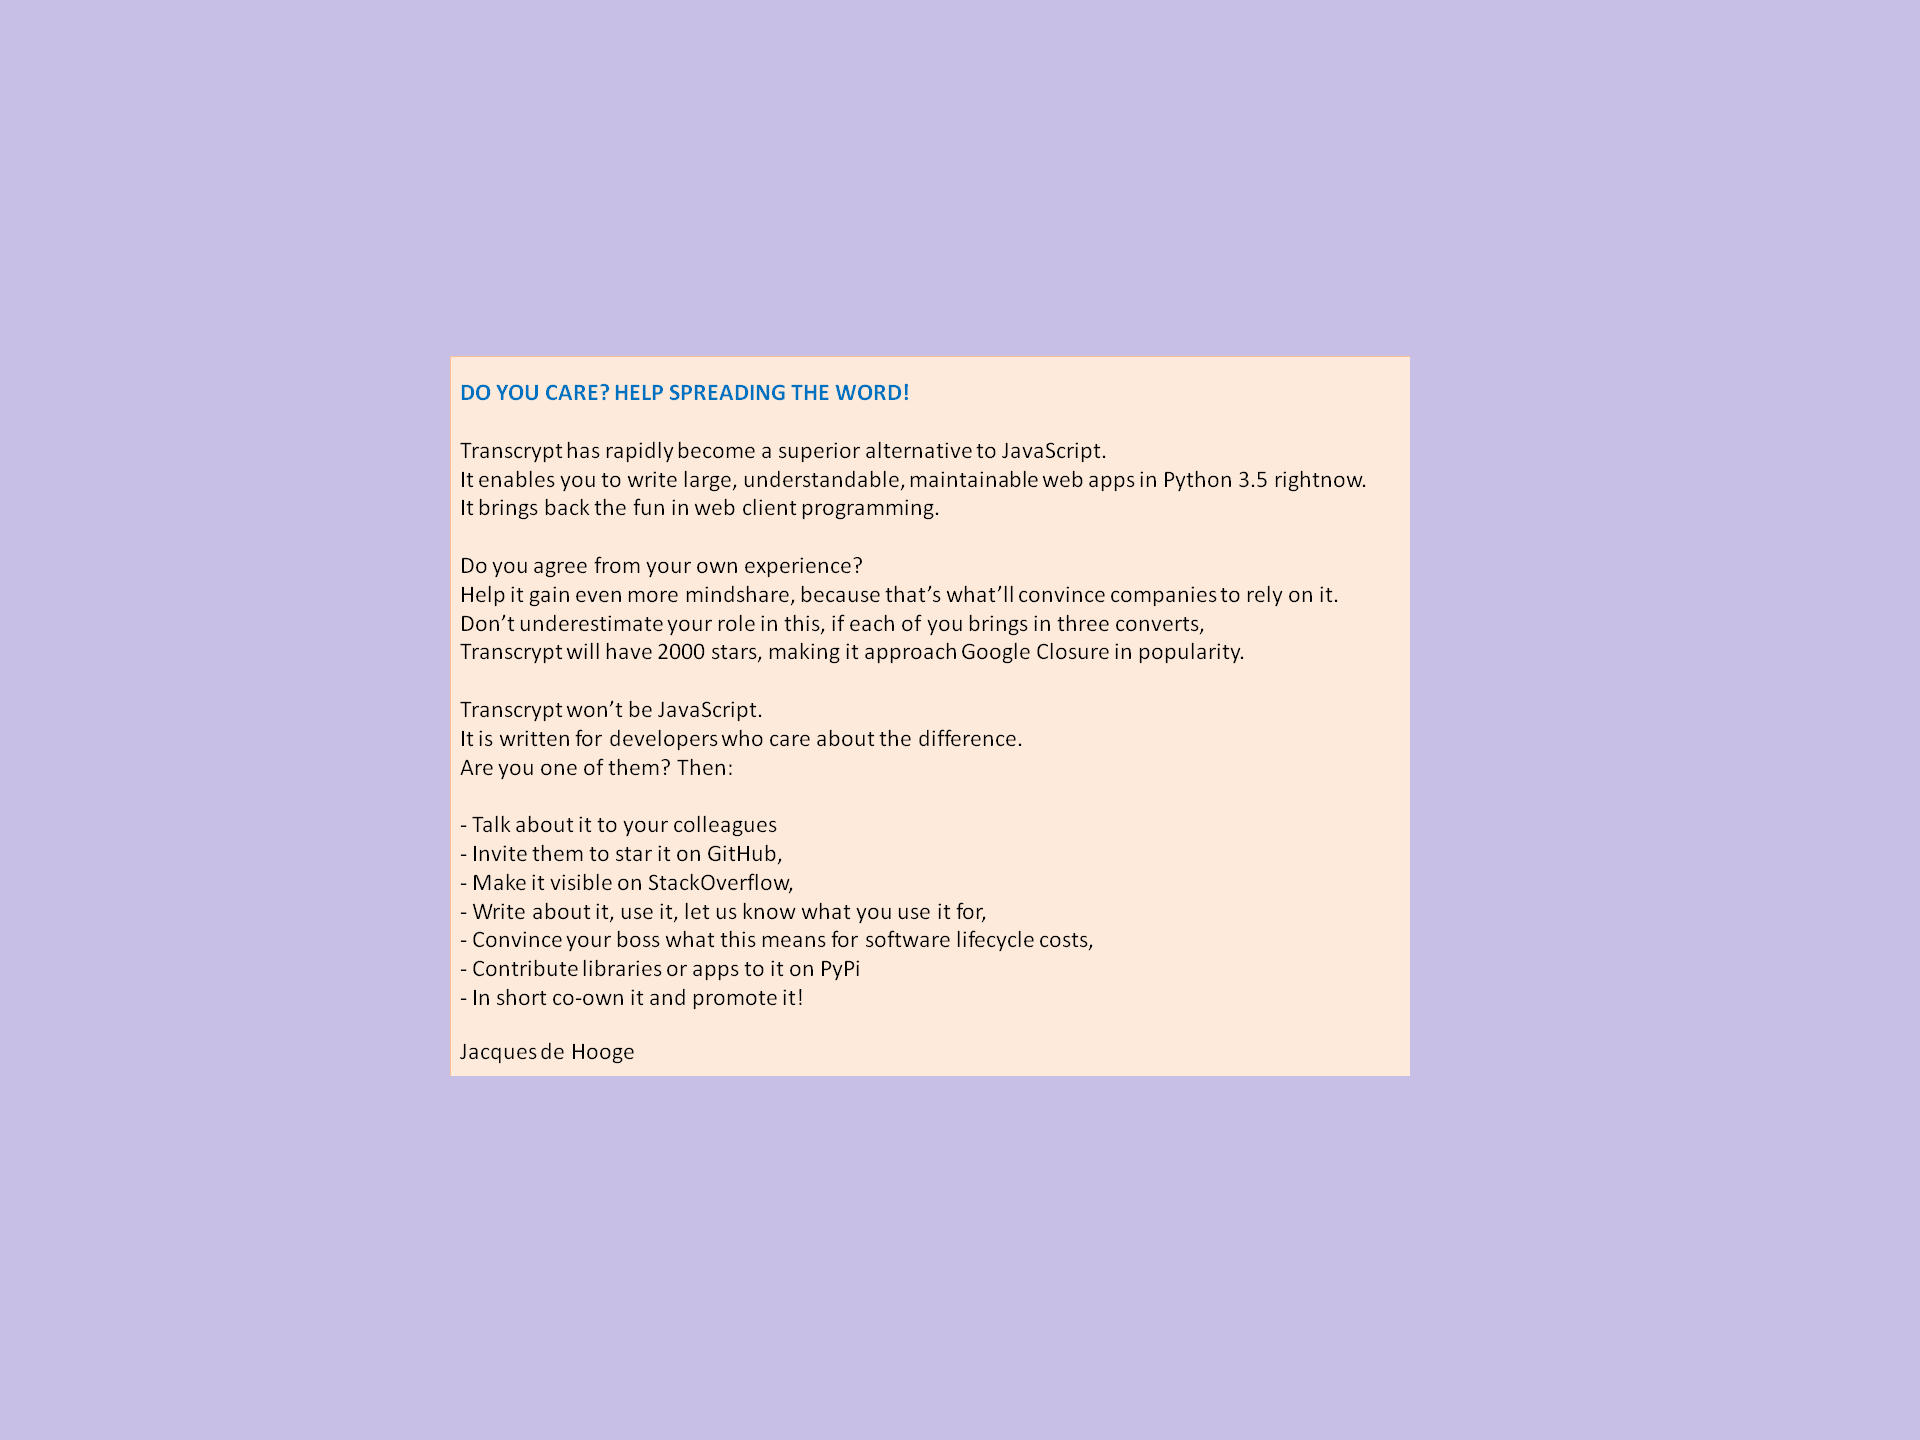 DO YOU CARE? HELP SPREADING THE WORD!
Transcrypt has rapidly become a superior alternative to JavaScript.
It enables you to write large, understandable, maintainable web apps in Python 3.5 rightnow.
It brings back the fun in web client programming.
Do you agree from your own experience?
Help it gain even more mindshare, because that’s what’ll convince companies to rely on it.
Don’t underestimate your role in this, if each of you brings in three converts,
Transcrypt will have 2000 stars, making it approach Google Closure in popularity.
Transcrypt won’t be JavaScript.
It is written for developers who care about the difference.
Are you one of them? Then:
- Talk about it to your colleagues
- Invite them to star it on GitHub,
- Make it visible on StackOverflow,
- Write about it, use it, let us know what you use it for,
- Convince your boss what this means for software lifecycle costs,
- Contribute libraries or apps to it on PyPi
- In short co-own it and promote it!
Jacques de Hooge